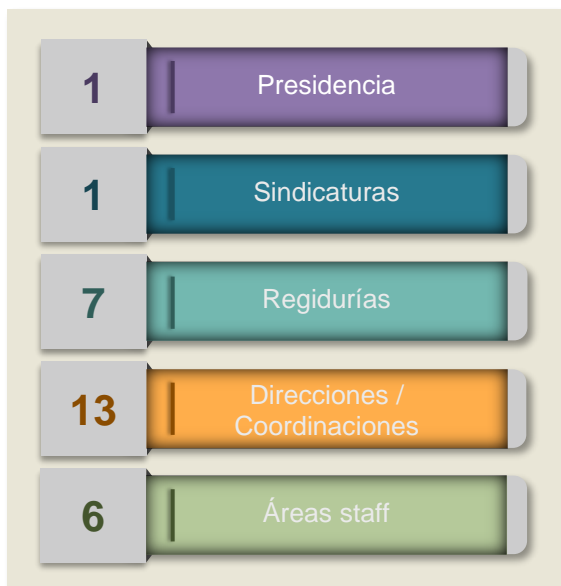 1 Presidencia
1 Sindicaturas
7 Regidurías
13 Direcciones /
Coordinaciones
6 Áreas staff